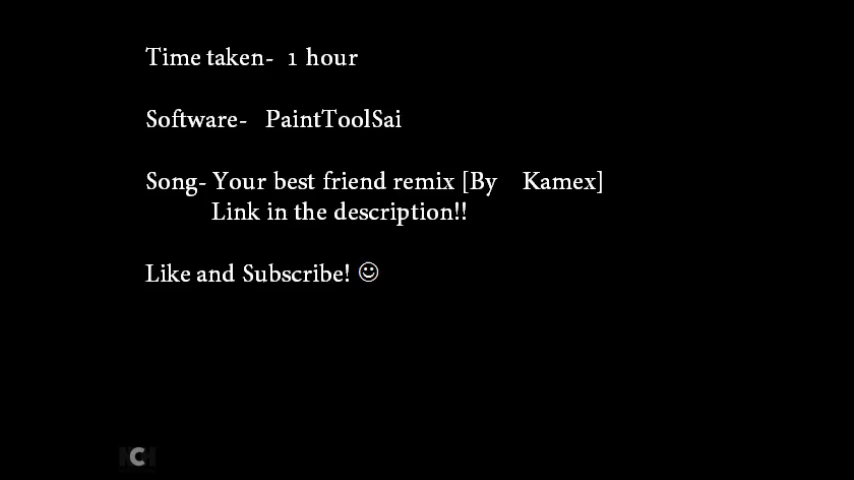 Time taken- 1 hour
Software- PaintToolSai
Song- Your best friend remix [By Kamex]
Link in the description!!
Like and Subscribe! ☺
C